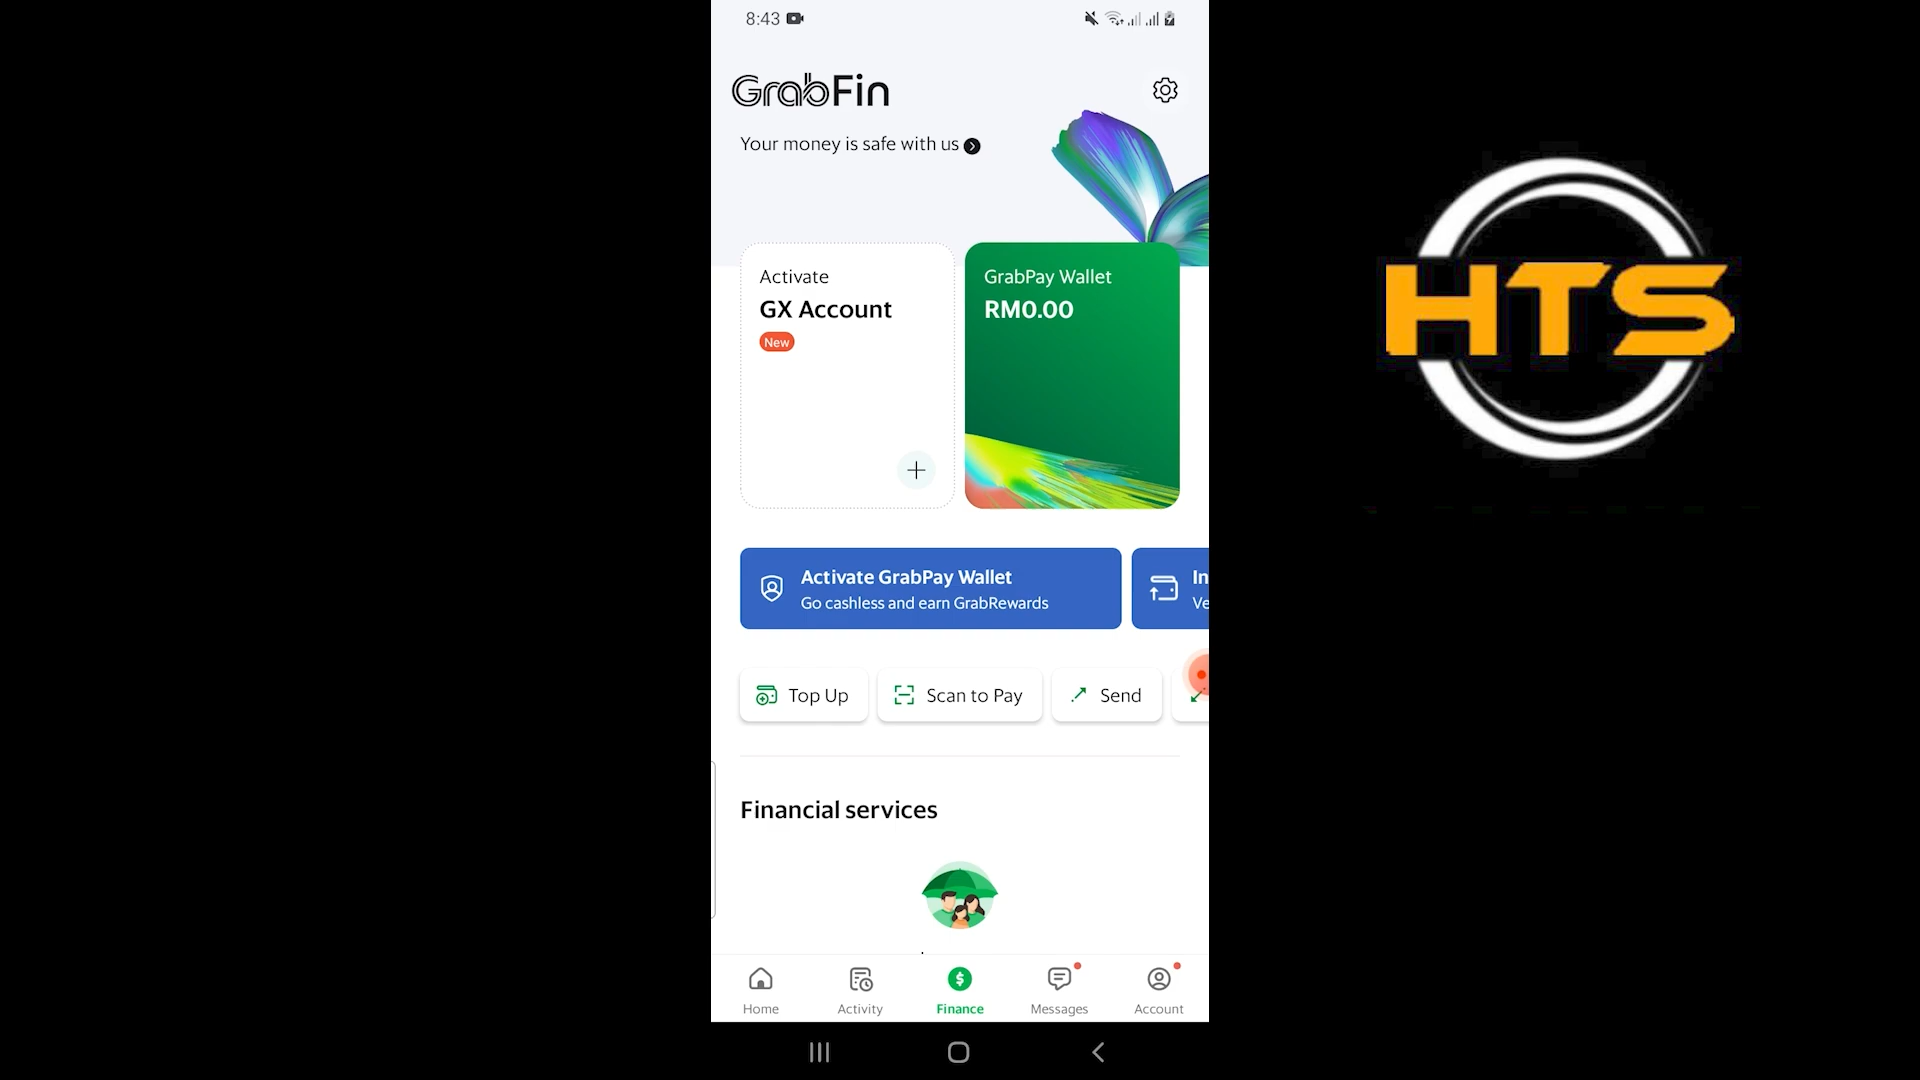 8:43
GrabFin
Your money is safe with us
Activate
GX Account
New
GrabPay Wallet
RM0.00
Activate GrabPay Wallet
Go cashless and earn GrabRewards
In
Ve
Top Up
Scan to Pay
Send
Financial services
Home
Activity
Finance
Messages
Account
HTS